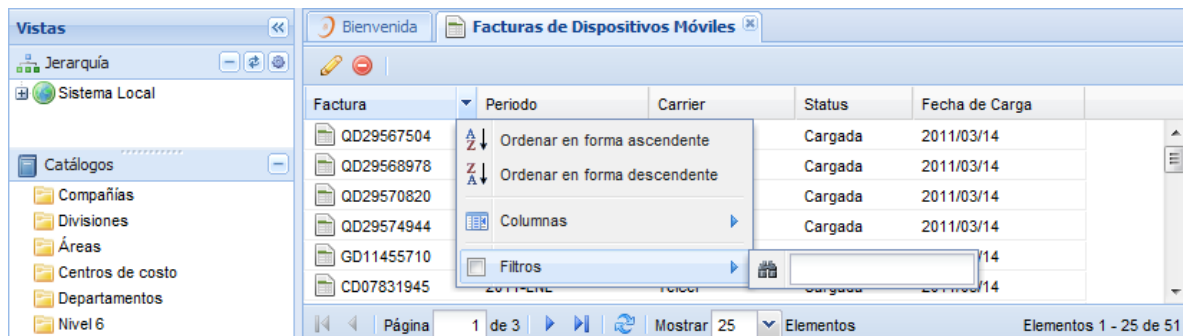 Vistas
Bienvenida
Facturas de Dispositivos Móviles
Jerarquía
Sistema Local
Catálogos
Compañías
Divisiones
Áreas
Centros de costo
Departamentos
Nivel 6
Factura Periodo Carrier Status Fecha de Carga
QD29567504 Cargada 2011/03/14
QD29568978 Cargada 2011/03/14
QD29570820 Cargada 2011/03/14
QD29574944 Cargada 2011/03/14
GD11455710
CD07831945
Ordenar en forma ascendente
Ordenar en forma descendente
Columnas
Filtros
Página 1 de 3 Mostrar 25 Elementos Elementos 1 - 25 de 51